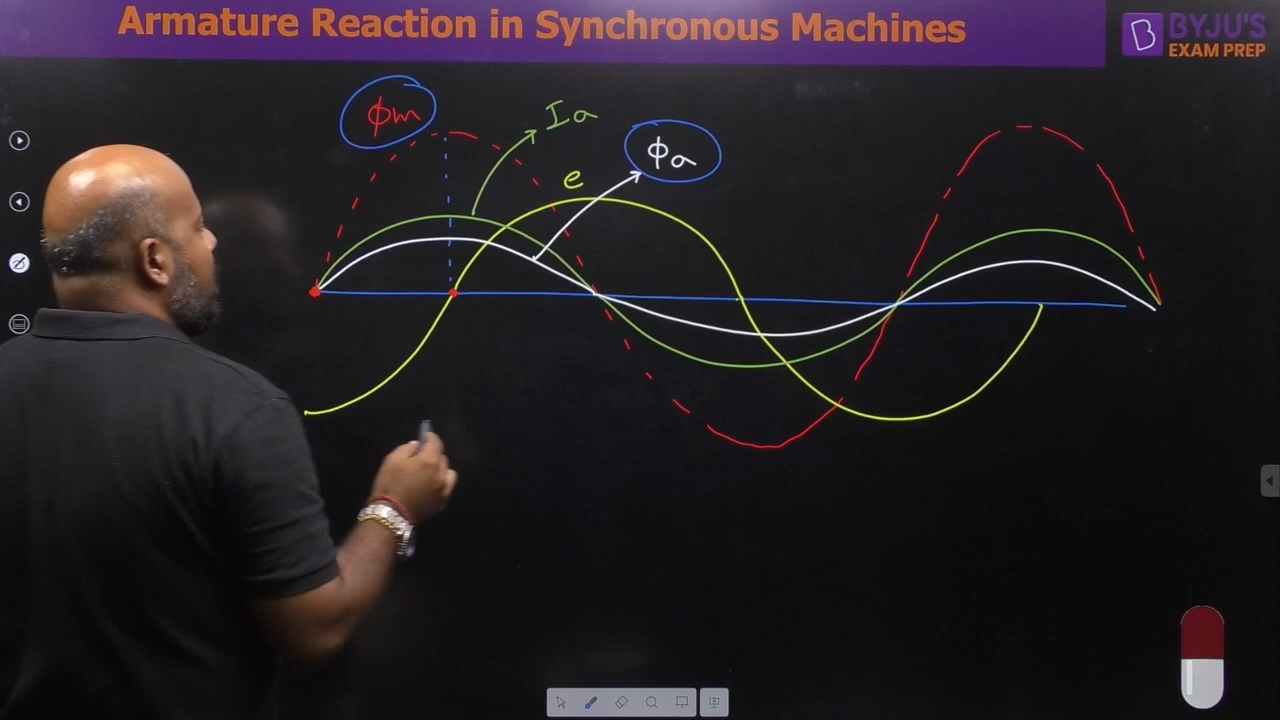 Armature Reaction in Synchronous Machines
BYJU'S
EXAM PREP
ϕm
Ia
ϕa
e